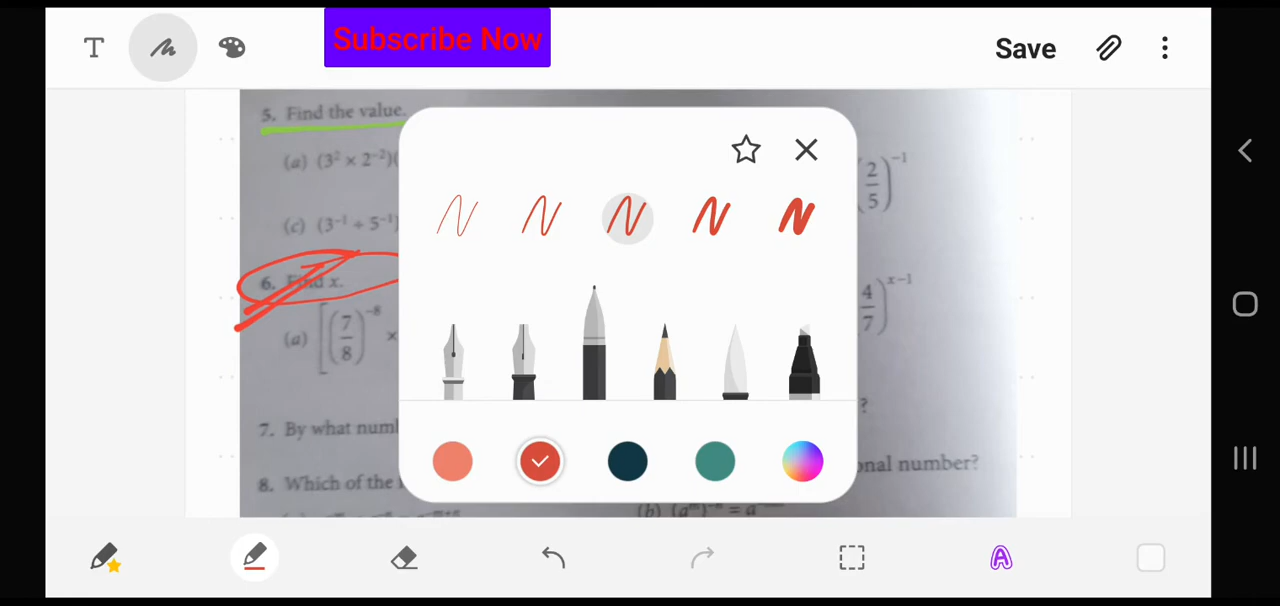 T
Subscribe Now
Save
5. Find the value.
(a) (3² × 2⁻²)(
(2/5)⁻¹
(c) (3⁻¹ + 5⁻¹)
6. Find x.
(a) [(7/8)⁻⁸ ×
4/7)ˣ⁻¹
7. By what num
?
8. Which of the
onal number?
(b) (aᵐ)⁻ⁿ = a
A